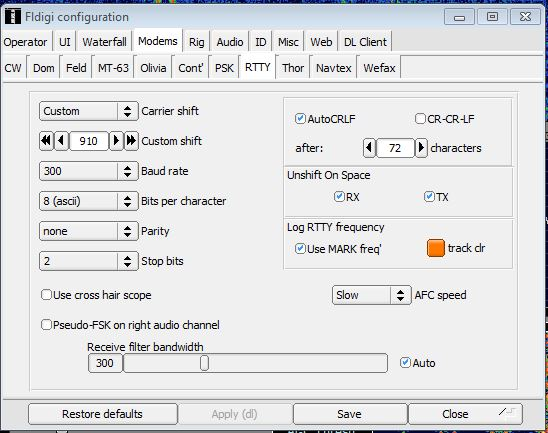 Fldigi configuration
Operator UI Waterfall Modems Rig Audio ID Misc Web DL Client
CW Dom Feld MT-63 Olivia Cont' PSK RTTY Thor Navtex Wefax
Custom Carrier shift
910 Custom shift
300 Baud rate
8 (ascii) Bits per character
none Parity
2 Stop bits
AutoCRLF CR-CR-LF
after: 72 characters
Unshift On Space
RX TX
Log RTTY frequency
Use MARK freq' track clr
Use cross hair scope
Slow AFC speed
Pseudo-FSK on right audio channel
Receive filter bandwidth
300 Auto
Restore defaults Apply (dl) Save Close